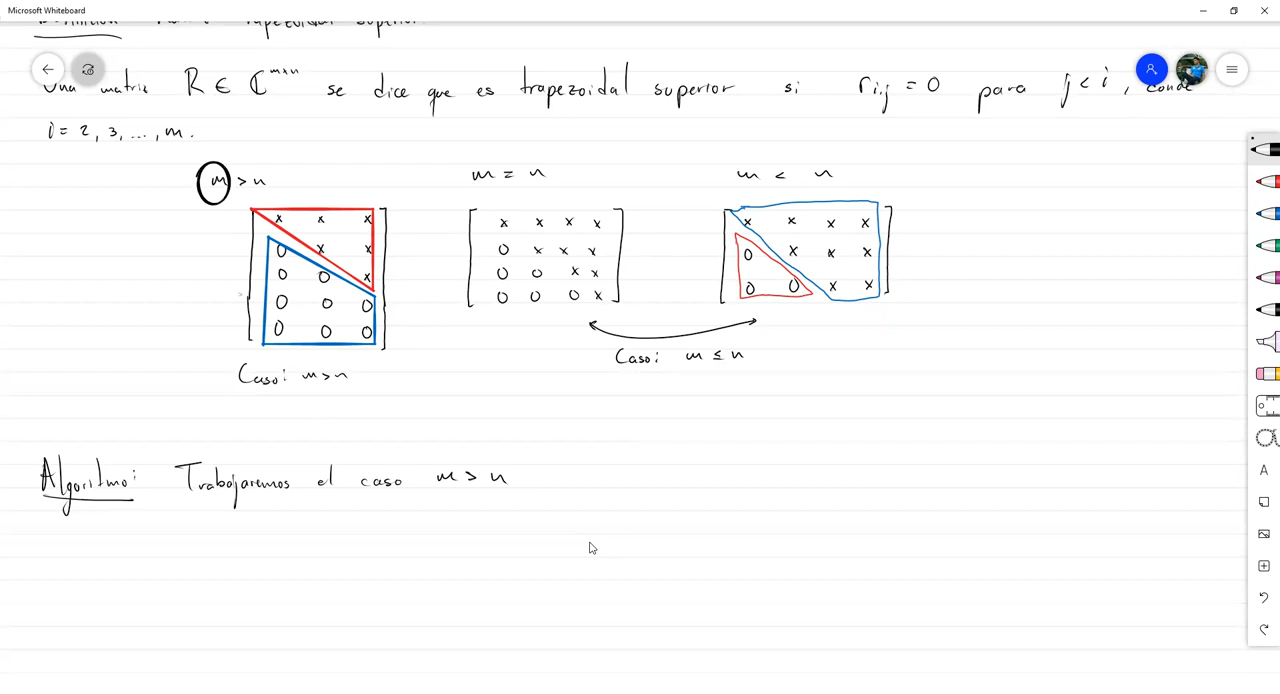 Microsoft Whiteboard
Una matriz R ∈ ℂ^{m×n} se dice que es trapezoidal superior si r_{i,j} = 0 para j < i, donde
i = 2, 3, ..., m.
m > n
m = n
m < n
x x x
0 x x
0 0 x
0 0 0
0 0 0
x x x x
0 x x x
0 0 x x
0 0 0 x
x x x x
0 x x x
0 0 x x
Caso: m ≤ n
Caso: m > n
Algoritmo: Trabajaremos el caso m > n
A